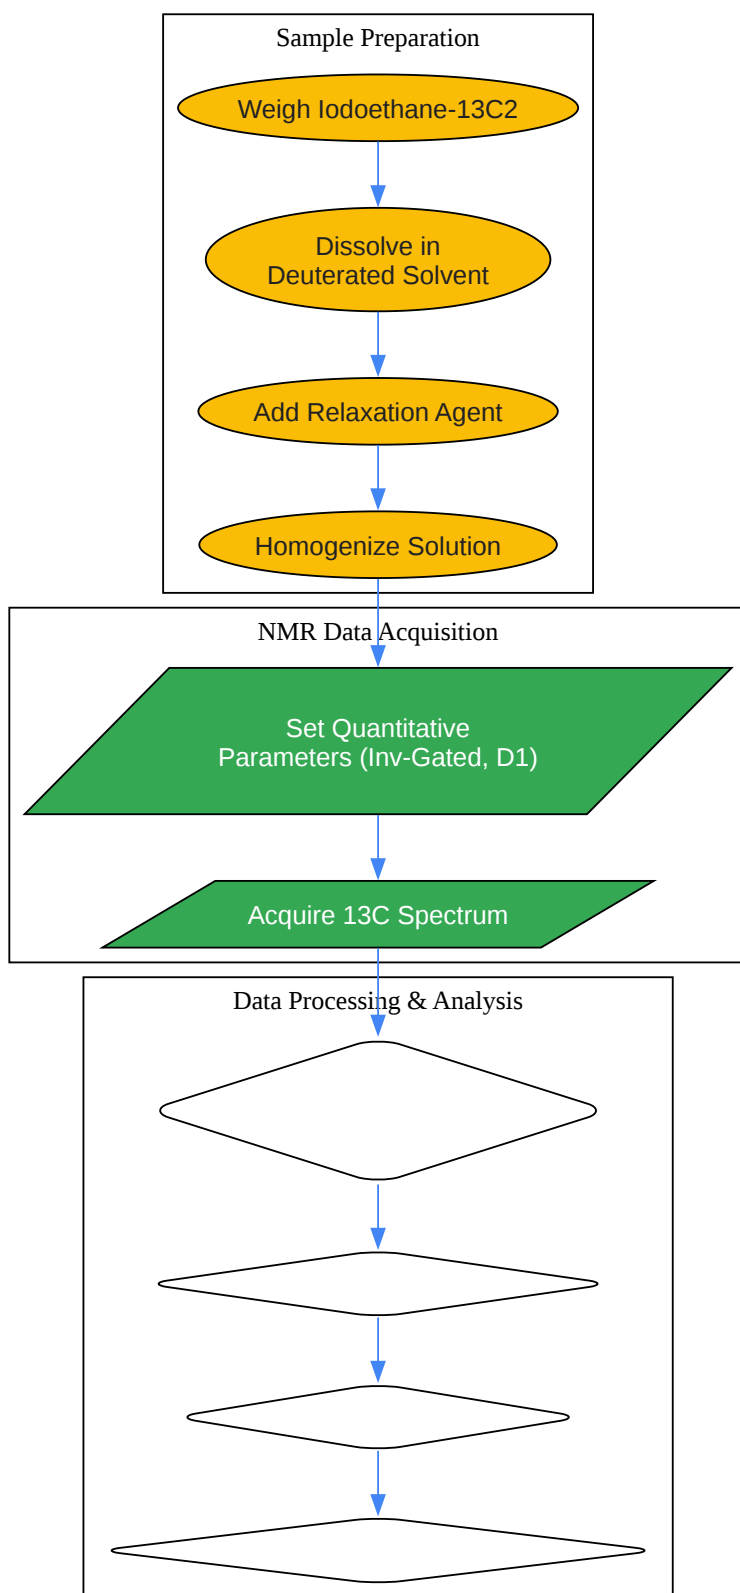 Sample Preparation
Weigh Iodoethane-13C2
Dissolve in
Deuterated Solvent
Add Relaxation Agent
Homogenize Solution
NMR Data Acquisition
Set Quantitative
Parameters (Inv-Gated, D1)
Acquire 13C Spectrum
Data Processing & Analysis